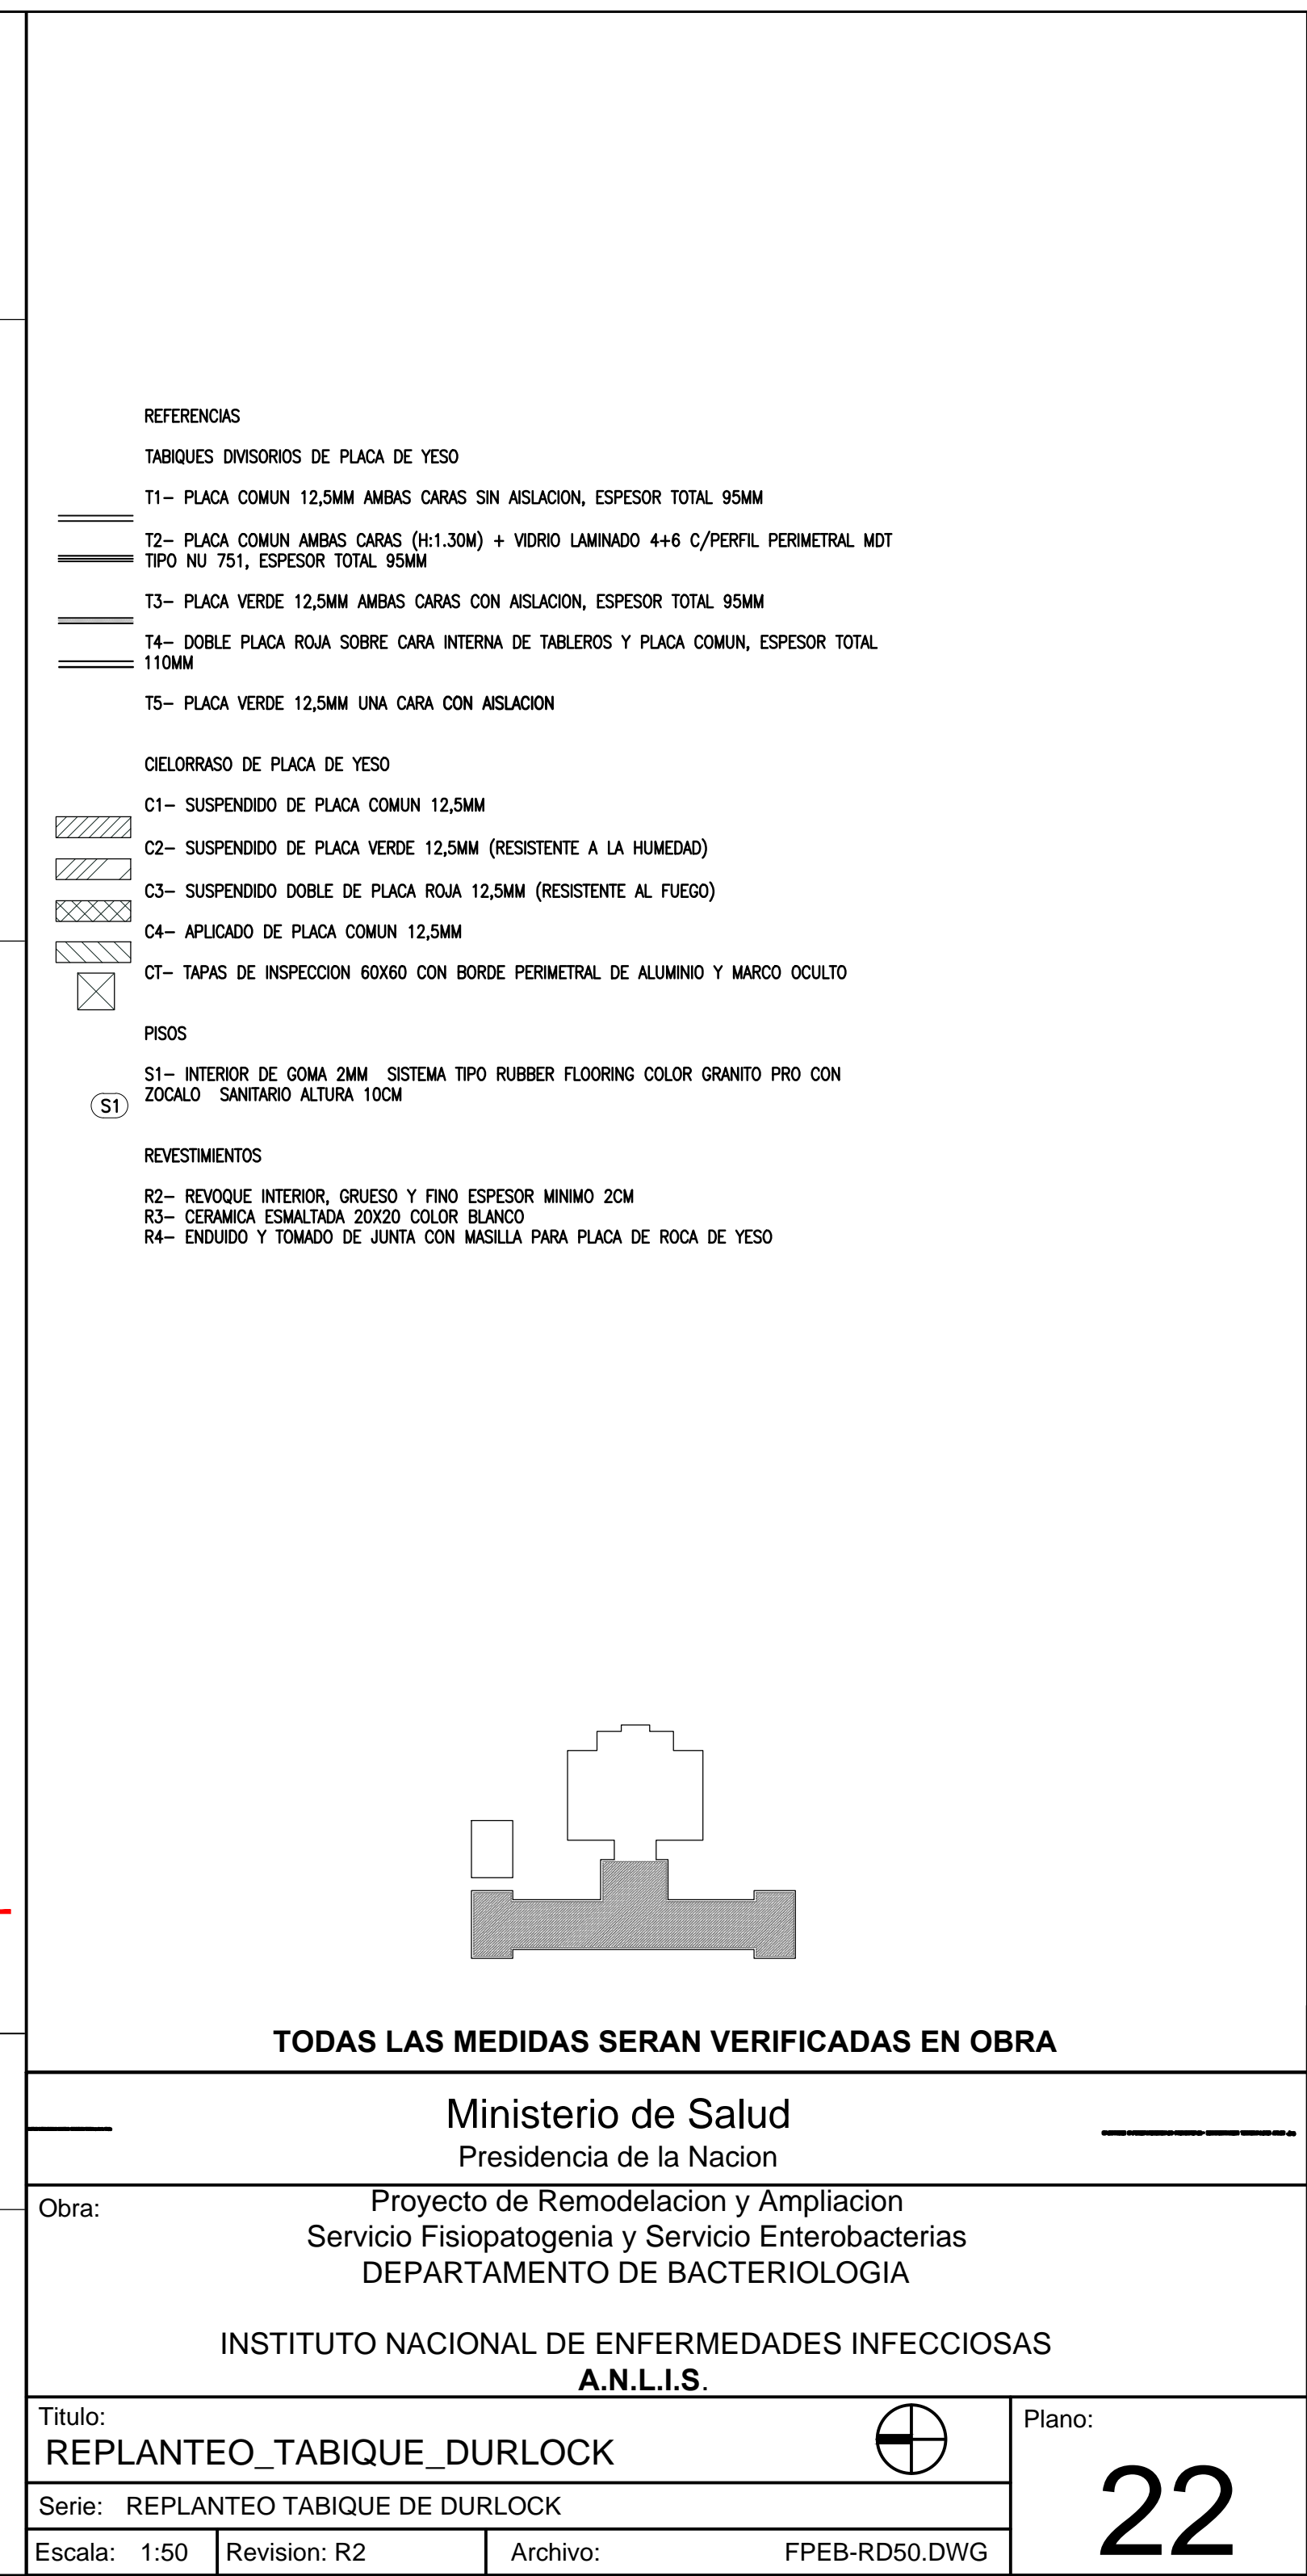 REFERENCIAS
TABIQUES DIVISORIOS DE PLACA DE YESO
T1- PLACA COMUN 12,5MM AMBAS CARAS SIN AISLACION, ESPESOR TOTAL 95MM
T2- PLACA COMUN AMBAS CARAS (H:1.30M) + VIDRIO LAMINADO 4+6 C/PERFIL PERIMETRAL MDT
TIPO NU 751, ESPESOR TOTAL 95MM
T3- PLACA VERDE 12,5MM AMBAS CARAS CON AISLACION, ESPESOR TOTAL 95MM
T4- DOBLE PLACA ROJA SOBRE CARA INTERNA DE TABLEROS Y PLACA COMUN, ESPESOR TOTAL
110MM
T5- PLACA VERDE 12,5MM UNA CARA CON AISLACION
CIELORRASO DE PLACA DE YESO
C1- SUSPENDIDO DE PLACA COMUN 12,5MM
C2- SUSPENDIDO DE PLACA VERDE 12,5MM (RESISTENTE A LA HUMEDAD)
C3- SUSPENDIDO DOBLE DE PLACA ROJA 12,5MM (RESISTENTE AL FUEGO)
C4- APLICADO DE PLACA COMUN 12,5MM
CT- TAPAS DE INSPECCION 60X60 CON BORDE PERIMETRAL DE ALUMINIO Y MARCO OCULTO
PISOS
S1- INTERIOR DE GOMA 2MM SISTEMA TIPO RUBBER FLOORING COLOR GRANITO PRO CON
ZOCALO SANITARIO ALTURA 10CM
S1
REVESTIMIENTOS
R2- REVOQUE INTERIOR, GRUESO Y FINO ESPESOR MINIMO 2CM
R3- CERAMICA ESMALTADA 20X20 COLOR BLANCO
R4- ENDUIDO Y TOMADO DE JUNTA CON MASILLA PARA PLACA DE ROCA DE YESO
TODAS LAS MEDIDAS SERAN VERIFICADAS EN OBRA
Ministerio de Salud
Presidencia de la Nacion
Obra:
Proyecto de Remodelacion y Ampliacion
Servicio Fisiopatogenia y Servicio Enterobacterias
DEPARTAMENTO DE BACTERIOLOGIA
INSTITUTO NACIONAL DE ENFERMEDADES INFECCIOSAS
A.N.L.I.S.
Titulo:
REPLANTEO_TABIQUE_DURLOCK
Plano:
22
Serie: REPLANTEO TABIQUE DE DURLOCK
Escala: 1:50 Revision: R2 Archivo: FPEB-RD50.DWG